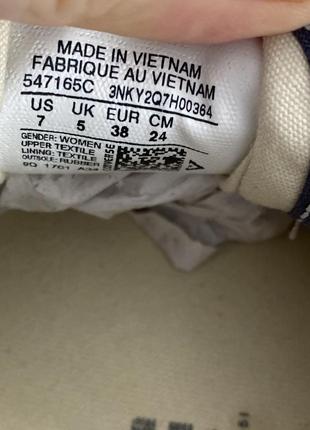 MADE IN VIETNAM
FABRIQUE AU VIETNAM
547165C 3NKY2Q7H00364
US UK EUR CM
7 5 38 24
GENDER: WOMEN
UPPER: TEXTILE
LINING: TEXTILE
OUTSOLE: RUBBER
CONVERSE